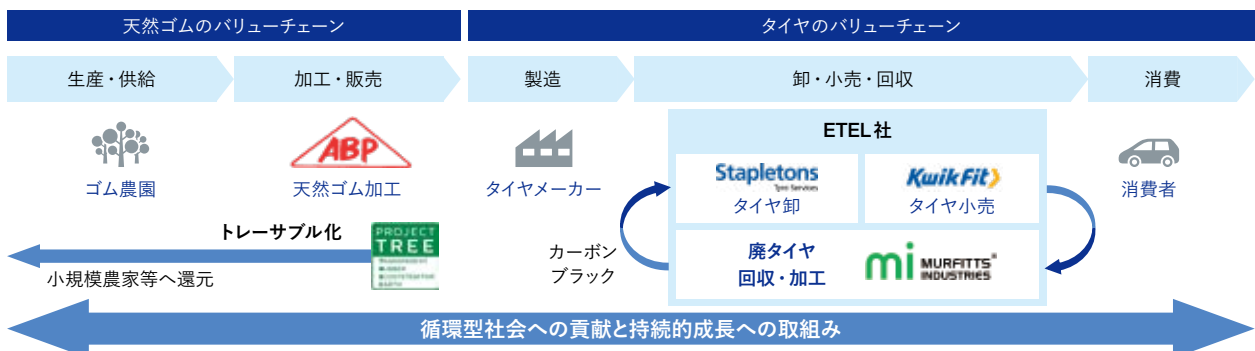 天然ゴムのバリューチェーン
タイヤのバリューチェーン
生産・供給
加工・販売
製造
卸・小売・回収
消費
ゴム農園
ABP
天然ゴム加工
タイヤメーカー
ETEL社
Stapletons
Tyre Services
タイヤ卸
KwikFit
タイヤ小売
消費者
トレーサブル化
PROJECT
TREE
小規模農家等へ還元
カーボン
ブラック
廃タイヤ
回収・加工
mi MURFITTS
INDUSTRIES
循環型社会への貢献と持続的成長への取組み